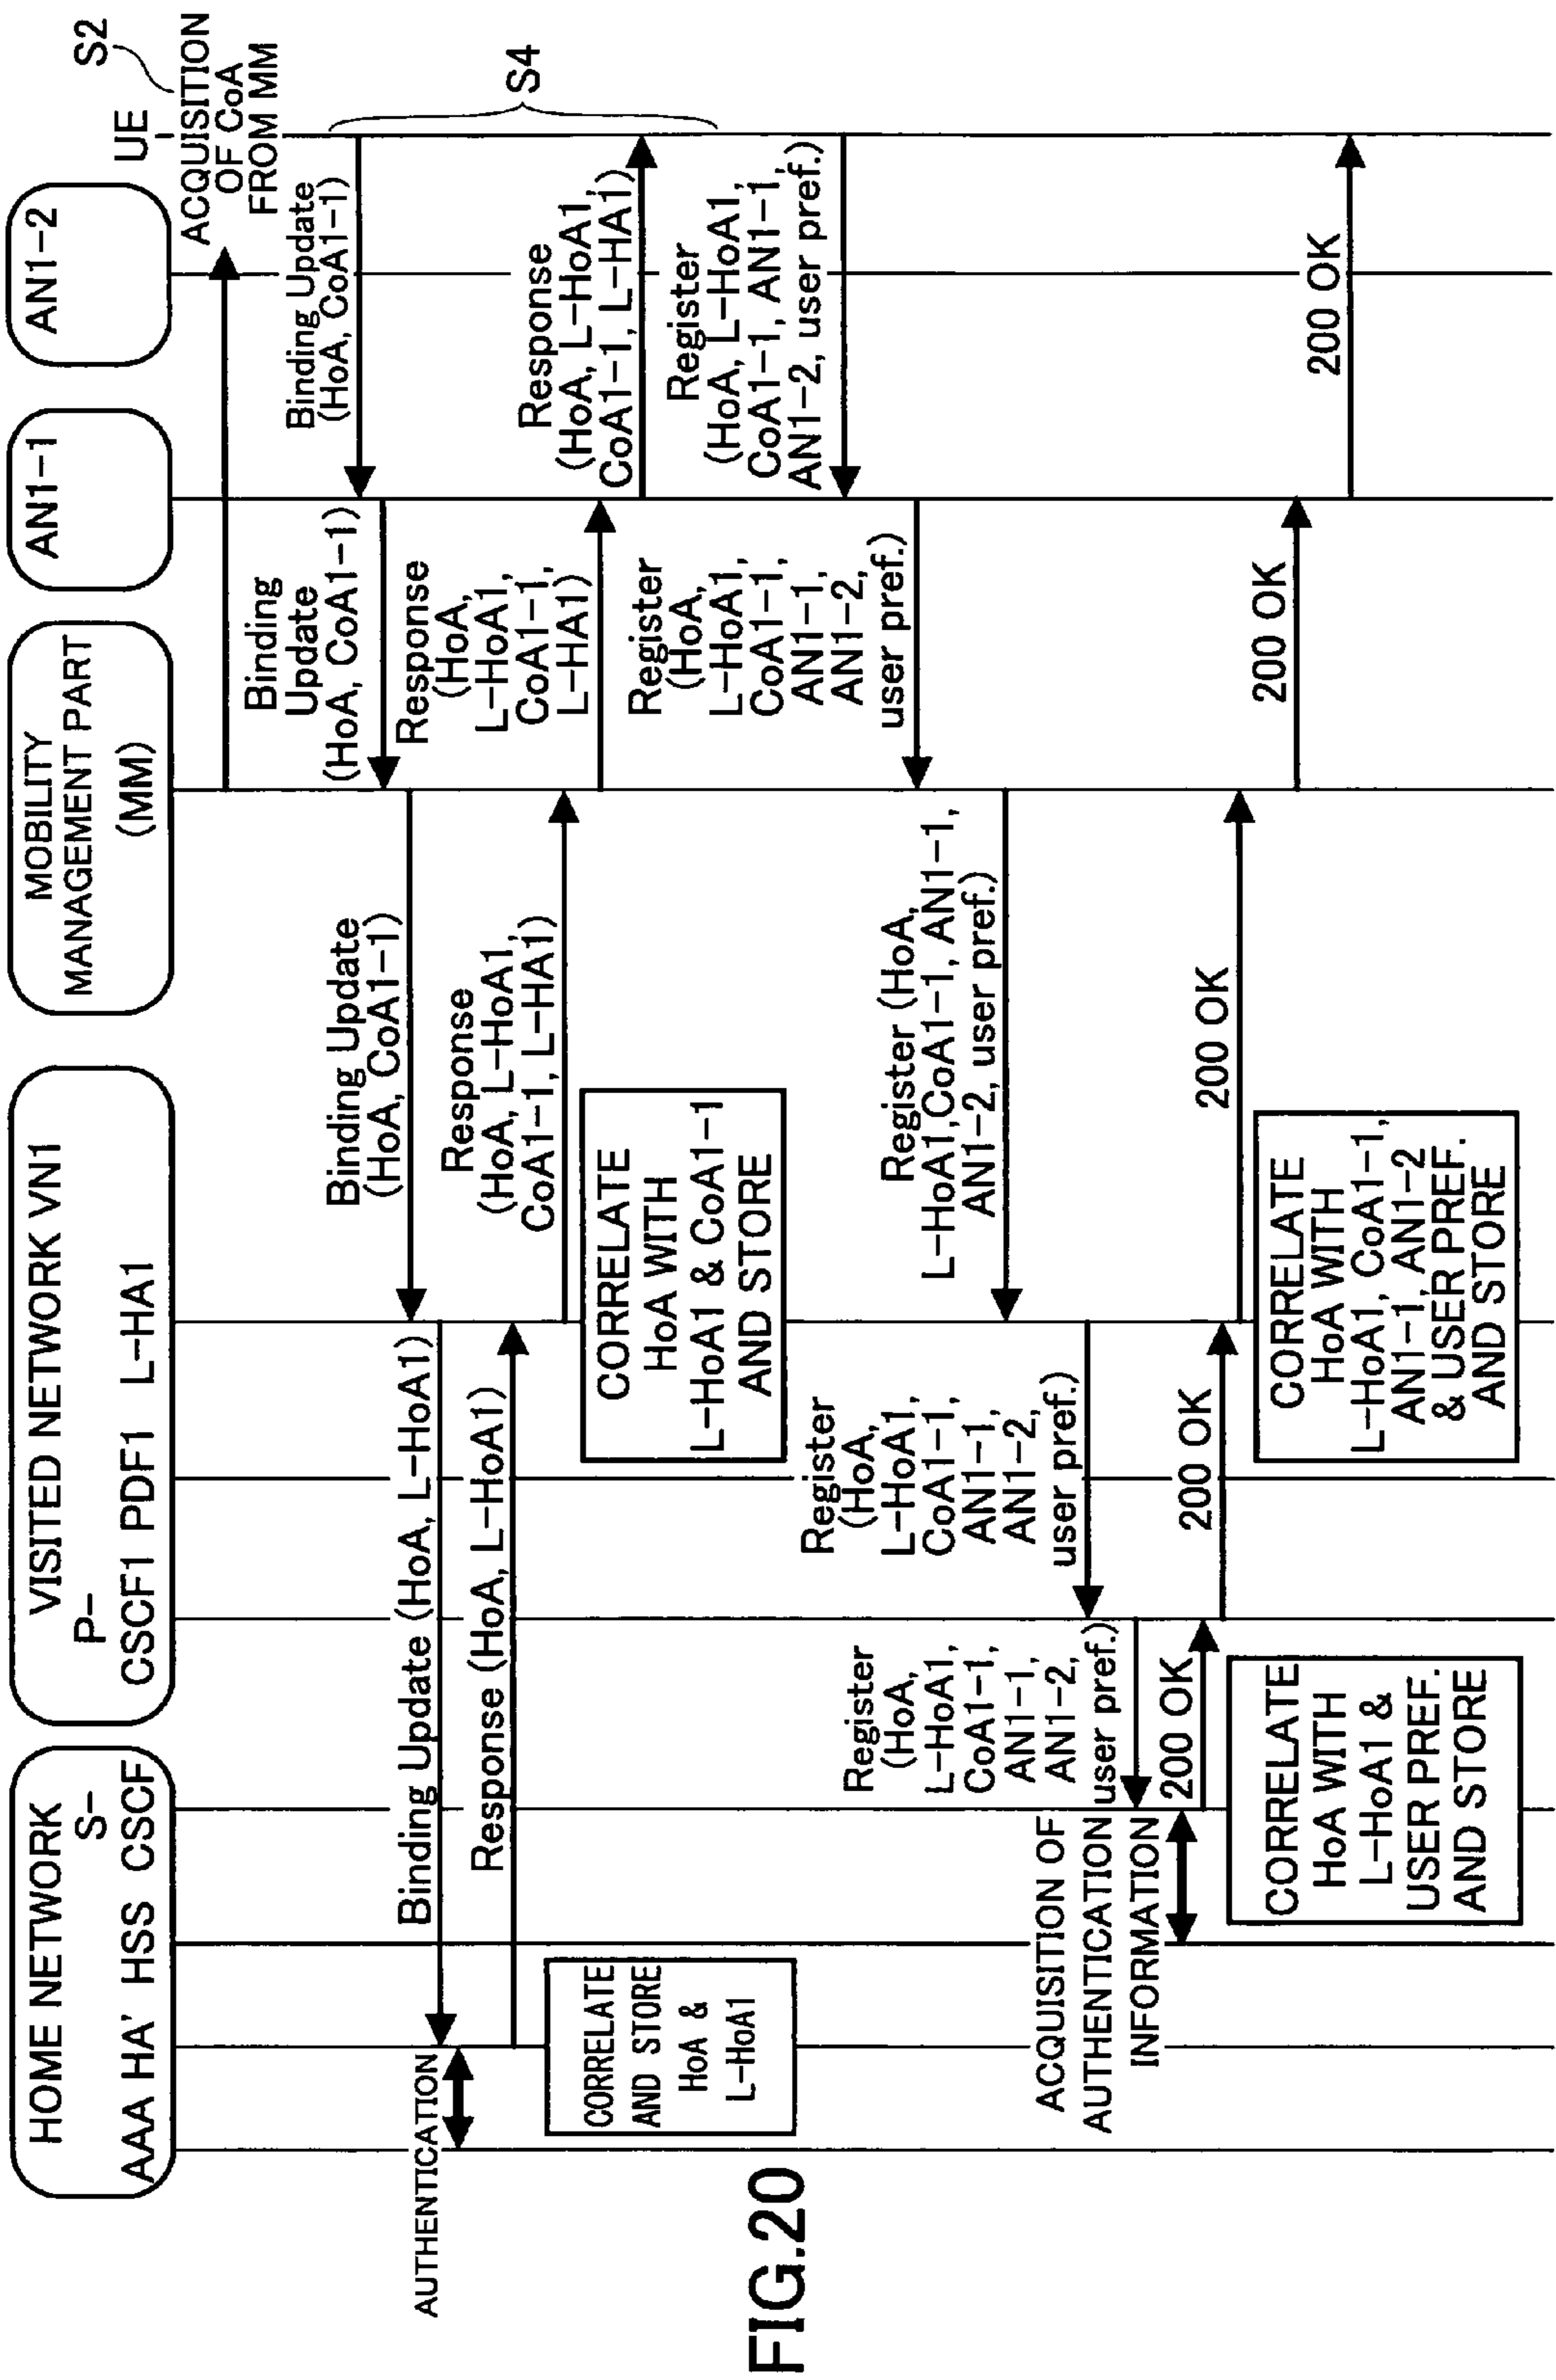 FIG.20
HOME NETWORK
S-
AAA HA' HSS CSCF
VISITED NETWORK VN1
P-
CSCF1 PDF1 L-HA1
MOBILITY
MANAGEMENT PART
(MM)
AN1-1
AN1-2
UE
S2
ACQUISITION
OF CoA
FROM MM
S4
Binding Update
(HoA, CoA1-1)
Binding
Update
(HoA, CoA1-1)
Binding Update
(HoA, CoA1-1)
Binding Update (HoA, L-HoA1)
AUTHENTICATION
Response (HoA, L-HoA1)
CORRELATE
AND STORE
HoA &
L-HoA1
Response
(HoA, L-HoA1,
CoA1-1, L-HA1)
CORRELATE
HoA WITH
L-HoA1 & CoA1-1
AND STORE
Response
(HoA,
L-HoA1,
CoA1-1,
L-HA1)
Response
(HoA, L-HoA1,
CoA1-1, L-HA1)
Register
(HoA, L-HoA1,
CoA1-1, AN1-1,
AN1-2, user pref.)
Register
(HoA,
L-HoA1,
CoA1-1,
AN1-1,
AN1-2,
user pref.)
Register (HoA,
L-HoA1,CoA1-1, AN1-1,
AN1-2, user pref.)
Register
(HoA,
L-HoA1,
CoA1-1,
AN1-1,
AN1-2,
user pref.)
Register
(HoA,
L-HoA1,
CoA1-1,
AN1-1,
AN1-2,
user pref.)
ACQUISITION OF
AUTHENTICATION
INFORMATION
200 OK
CORRELATE
HoA WITH
L-HoA1 &
USER PREF.
AND STORE
200 OK
200 OK
CORRELATE
HoA WITH
L-HoA1, CoA1-1,
AN1-1, AN1-2
& USER PREF.
AND STORE
200 OK
200 OK